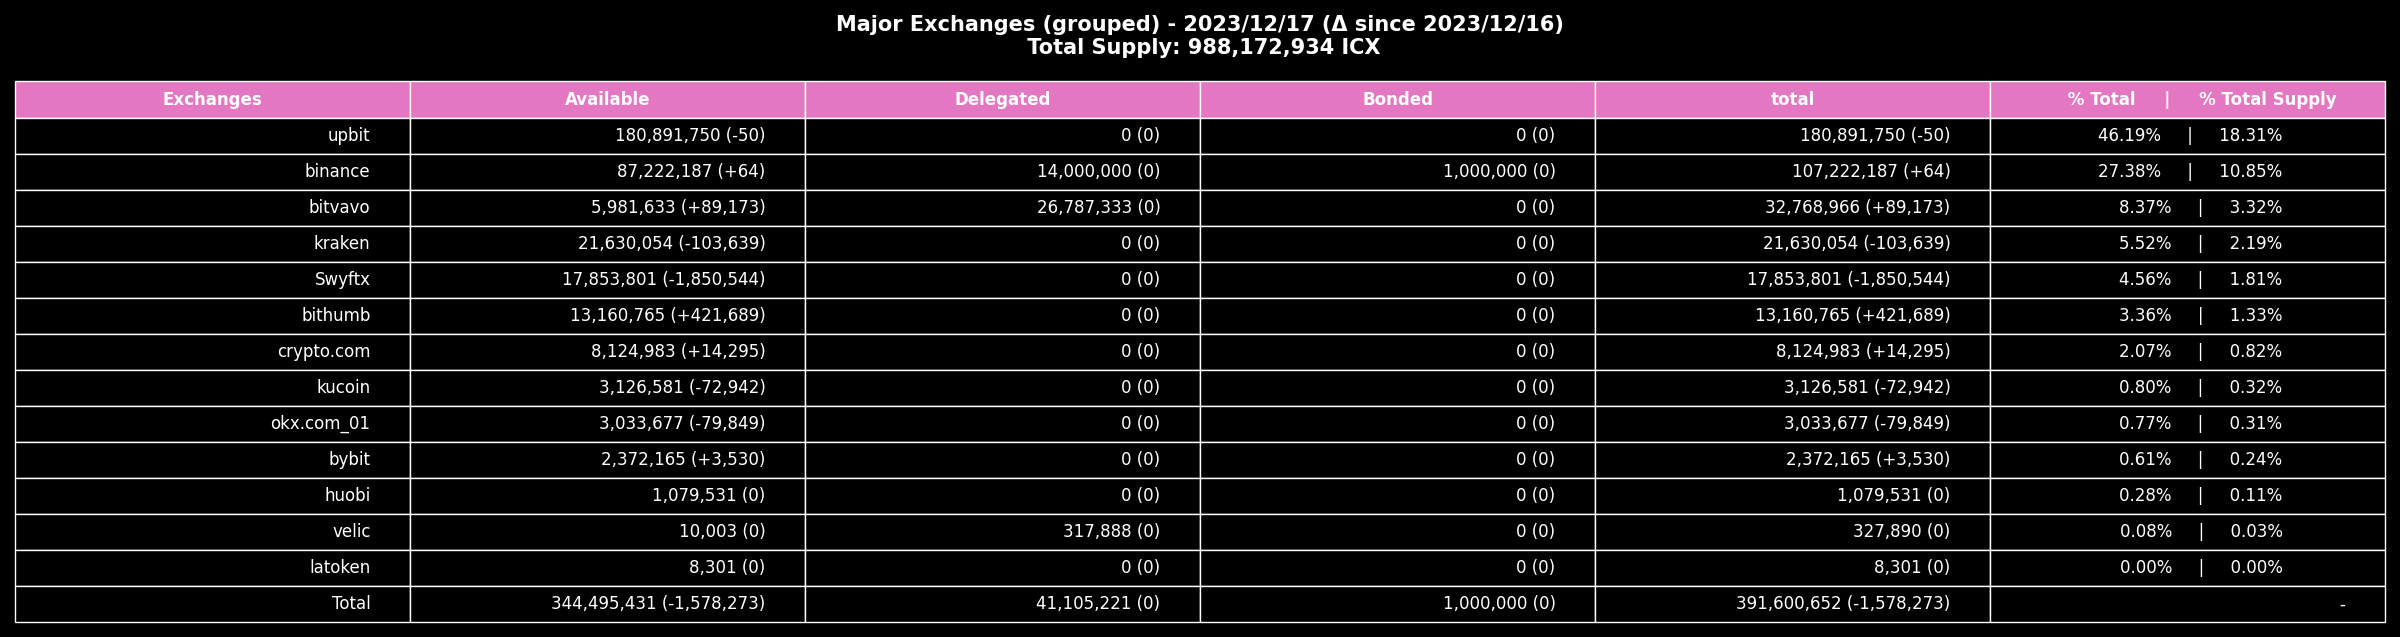 Major Exchanges (grouped) - 2023/12/17 (Δ since 2023/12/16)
Total Supply: 988,172,934 ICX
Exchanges Available Delegated Bonded total % Total | % Total Supply
upbit 180,891,750 (-50) 0 (0) 0 (0) 180,891,750 (-50) 46.19% | 18.31%
binance 87,222,187 (+64) 14,000,000 (0) 1,000,000 (0) 107,222,187 (+64) 27.38% | 10.85%
bitvavo 5,981,633 (+89,173) 26,787,333 (0) 0 (0) 32,768,966 (+89,173) 8.37% | 3.32%
kraken 21,630,054 (-103,639) 0 (0) 0 (0) 21,630,054 (-103,639) 5.52% | 2.19%
Swyftx 17,853,801 (-1,850,544) 0 (0) 0 (0) 17,853,801 (-1,850,544) 4.56% | 1.81%
bithumb 13,160,765 (+421,689) 0 (0) 0 (0) 13,160,765 (+421,689) 3.36% | 1.33%
crypto.com 8,124,983 (+14,295) 0 (0) 0 (0) 8,124,983 (+14,295) 2.07% | 0.82%
kucoin 3,126,581 (-72,942) 0 (0) 0 (0) 3,126,581 (-72,942) 0.80% | 0.32%
okx.com_01 3,033,677 (-79,849) 0 (0) 0 (0) 3,033,677 (-79,849) 0.77% | 0.31%
bybit 2,372,165 (+3,530) 0 (0) 0 (0) 2,372,165 (+3,530) 0.61% | 0.24%
huobi 1,079,531 (0) 0 (0) 0 (0) 1,079,531 (0) 0.28% | 0.11%
velic 10,003 (0) 317,888 (0) 0 (0) 327,890 (0) 0.08% | 0.03%
latoken 8,301 (0) 0 (0) 0 (0) 8,301 (0) 0.00% | 0.00%
Total 344,495,431 (-1,578,273) 41,105,221 (0) 1,000,000 (0) 391,600,652 (-1,578,273) -